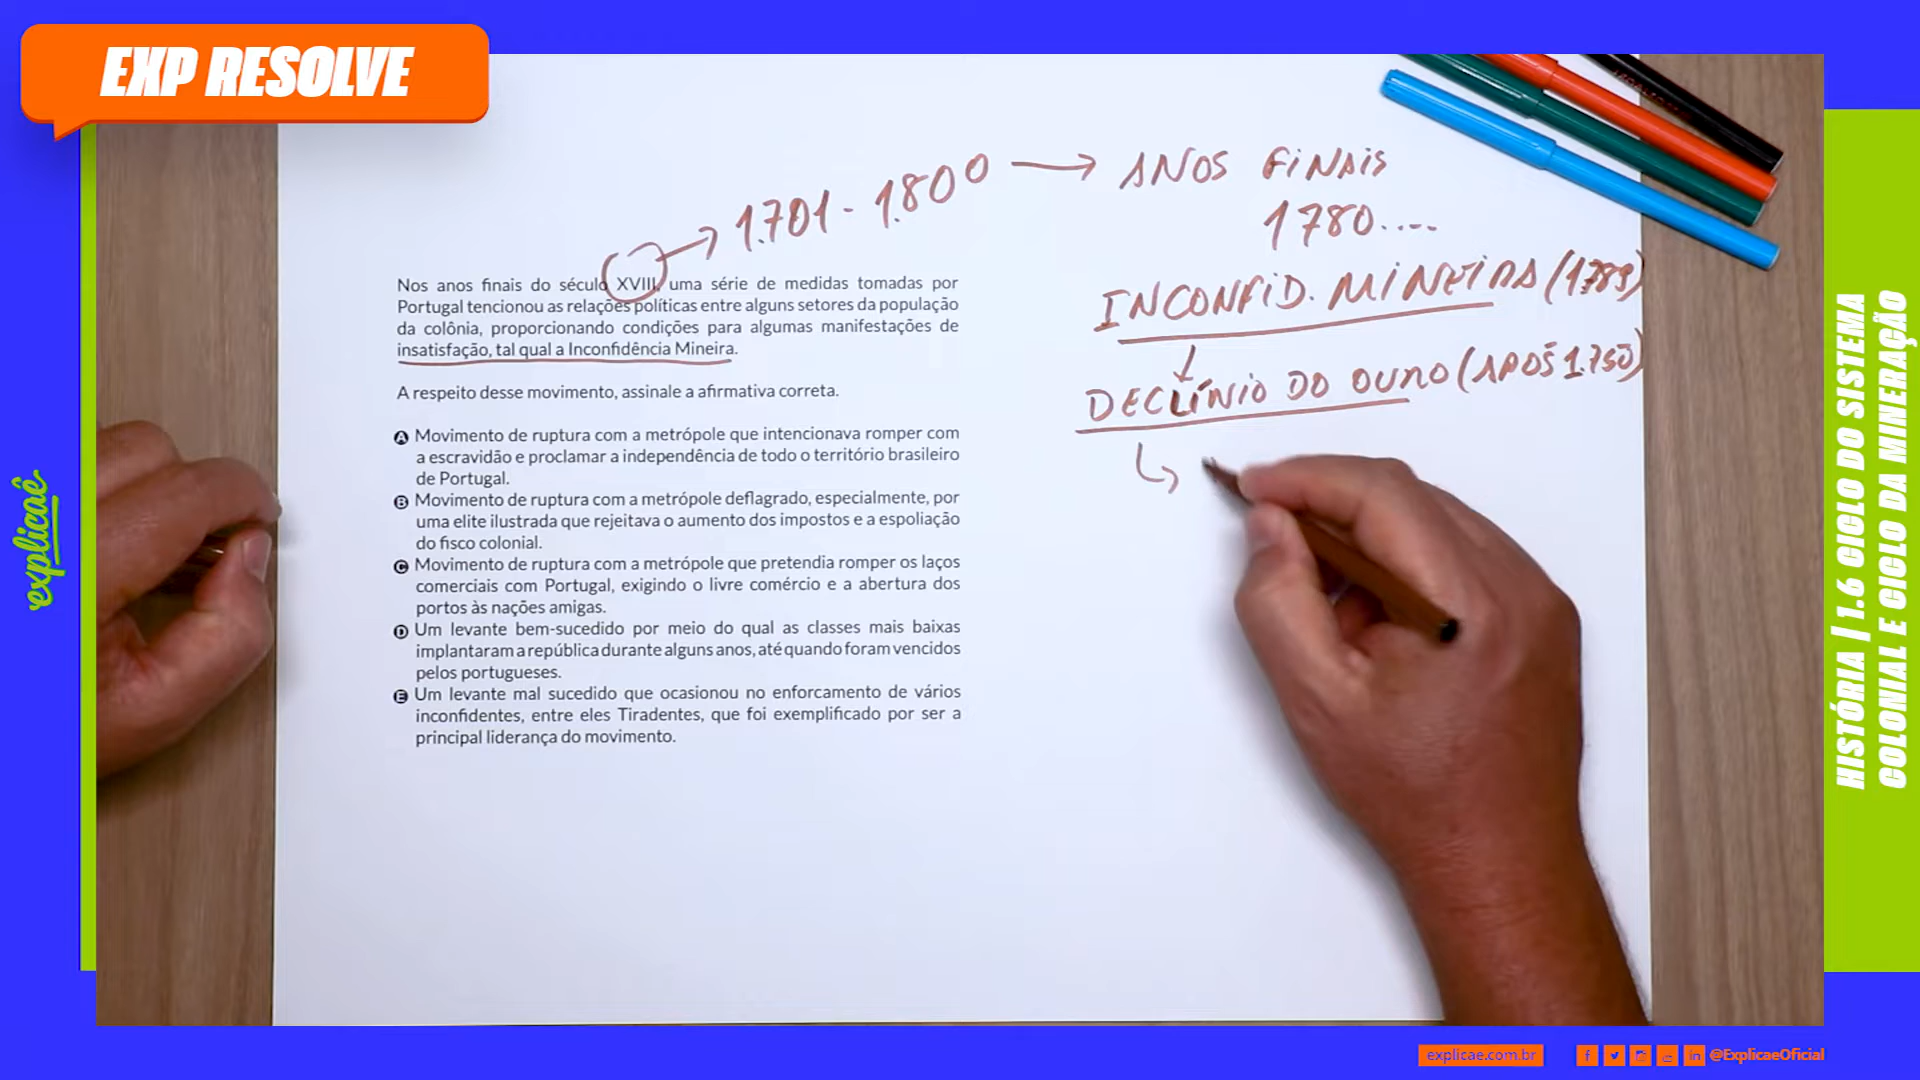 EXP RESOLVE
1.701 - 1.800 → ANOS FINAIS
1780....
INCONFID. MINEIRA (1789)
DECLÍNIO DO OURO (APÓS 1.750)
Nos anos finais do século XVIII, uma série de medidas tomadas por
Portugal tencionou as relações políticas entre alguns setores da população
da colônia, proporcionando condições para algumas manifestações de
insatisfação, tal qual a Inconfidência Mineira.
A respeito desse movimento, assinale a afirmativa correta.
A Movimento de ruptura com a metrópole que intencionava romper com
a escravidão e proclamar a independência de todo o território brasileiro
de Portugal.
B Movimento de ruptura com a metrópole deflagrado, especialmente, por
uma elite ilustrada que rejeitava o aumento dos impostos e a espoliação
do fisco colonial.
C Movimento de ruptura com a metrópole que pretendia romper os laços
comerciais com Portugal, exigindo o livre comércio e a abertura dos
portos às nações amigas.
D Um levante bem-sucedido por meio do qual as classes mais baixas
implantaram a república durante alguns anos, até quando foram vencidos
pelos portugueses.
E Um levante mal sucedido que ocasionou no enforcamento de vários
inconfidentes, entre eles Tiradentes, que foi exemplificado por ser a
principal liderança do movimento.
explicaê
HISTÓRIA | 1.6 CICLO DO SISTEMA
COLONIAL E CICLO DA MINERAÇÃO
explicae.com.br
@ExplicaeOficial